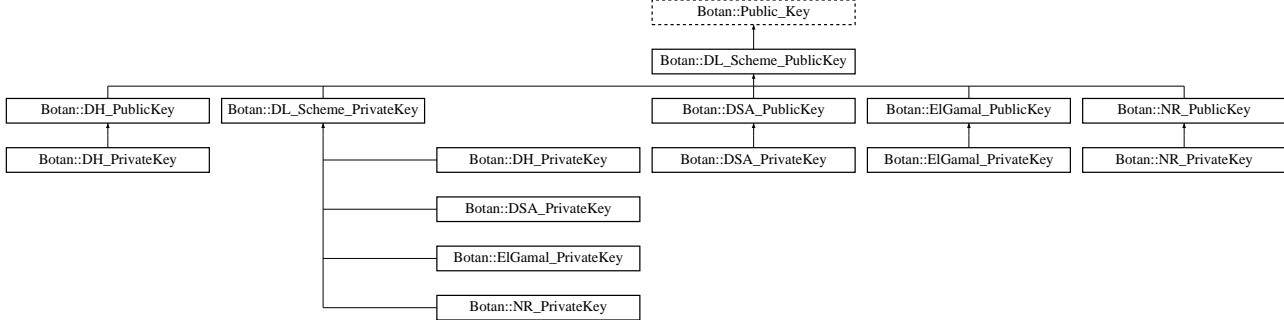 Botan::Public_Key
Botan::DL_Scheme_PublicKey
Botan::DH_PublicKey
Botan::DL_Scheme_PrivateKey
Botan::DSA_PublicKey
Botan::ElGamal_PublicKey
Botan::NR_PublicKey
Botan::DH_PrivateKey
Botan::DH_PrivateKey
Botan::DSA_PrivateKey
Botan::ElGamal_PrivateKey
Botan::NR_PrivateKey
Botan::DSA_PrivateKey
Botan::ElGamal_PrivateKey
Botan::NR_PrivateKey